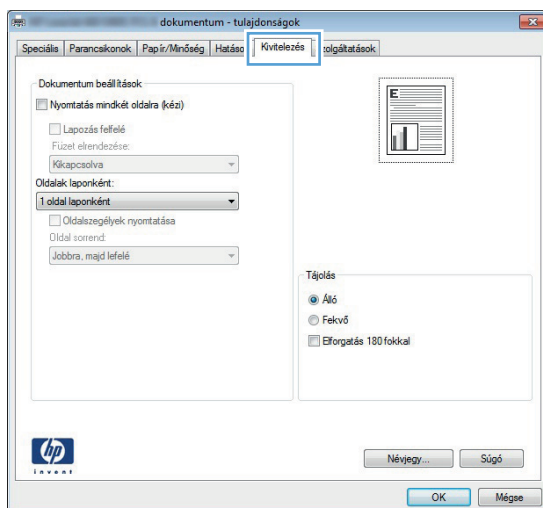 dokumentum - tulajdonságok
Speciális Parancsikonok Papír/Minőség Kivitelezés
Dokumentum beállítások
Nyomtatás mindkét oldalra (kézi)
Lapozás felfelé
Füzet elrendezése:
Kikapcsolva
Oldalak laponként:
1 oldal laponként
Oldalszegélyek nyomtatása
Oldal sorrend:
Jobbra, majd lefelé
E
Tájolás
Álló
Fekvő
Elforgatás 180 fokkal
hp
invent
Névjegy... Súgó
OK Mégse